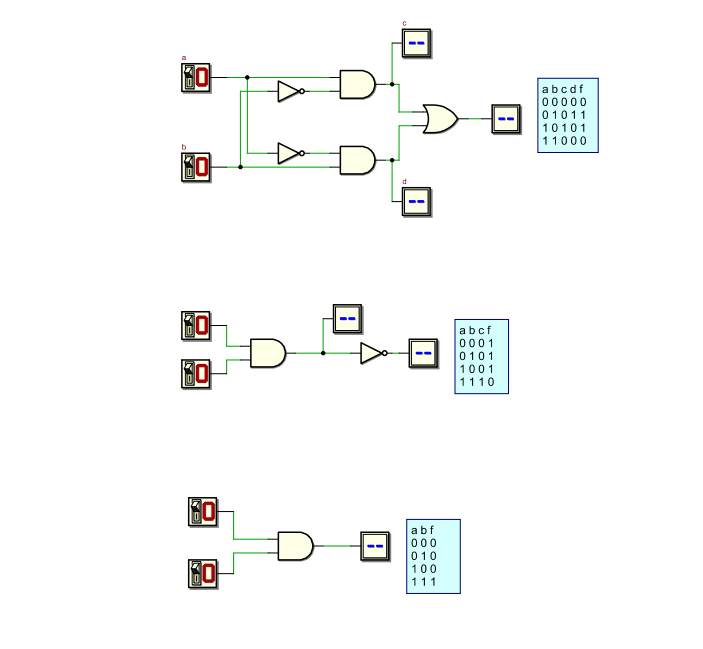 c
a
0
--
--
a b c d f
0 0 0 0 0
0 1 0 1 1
1 0 1 0 1
1 1 0 0 0
b
0
d
--
0
--
0
--
a b c f
0 0 0 1
0 1 0 1
1 0 0 1
1 1 1 0
0
0
--
a b f
0 0 0
0 1 0
1 0 0
1 1 1